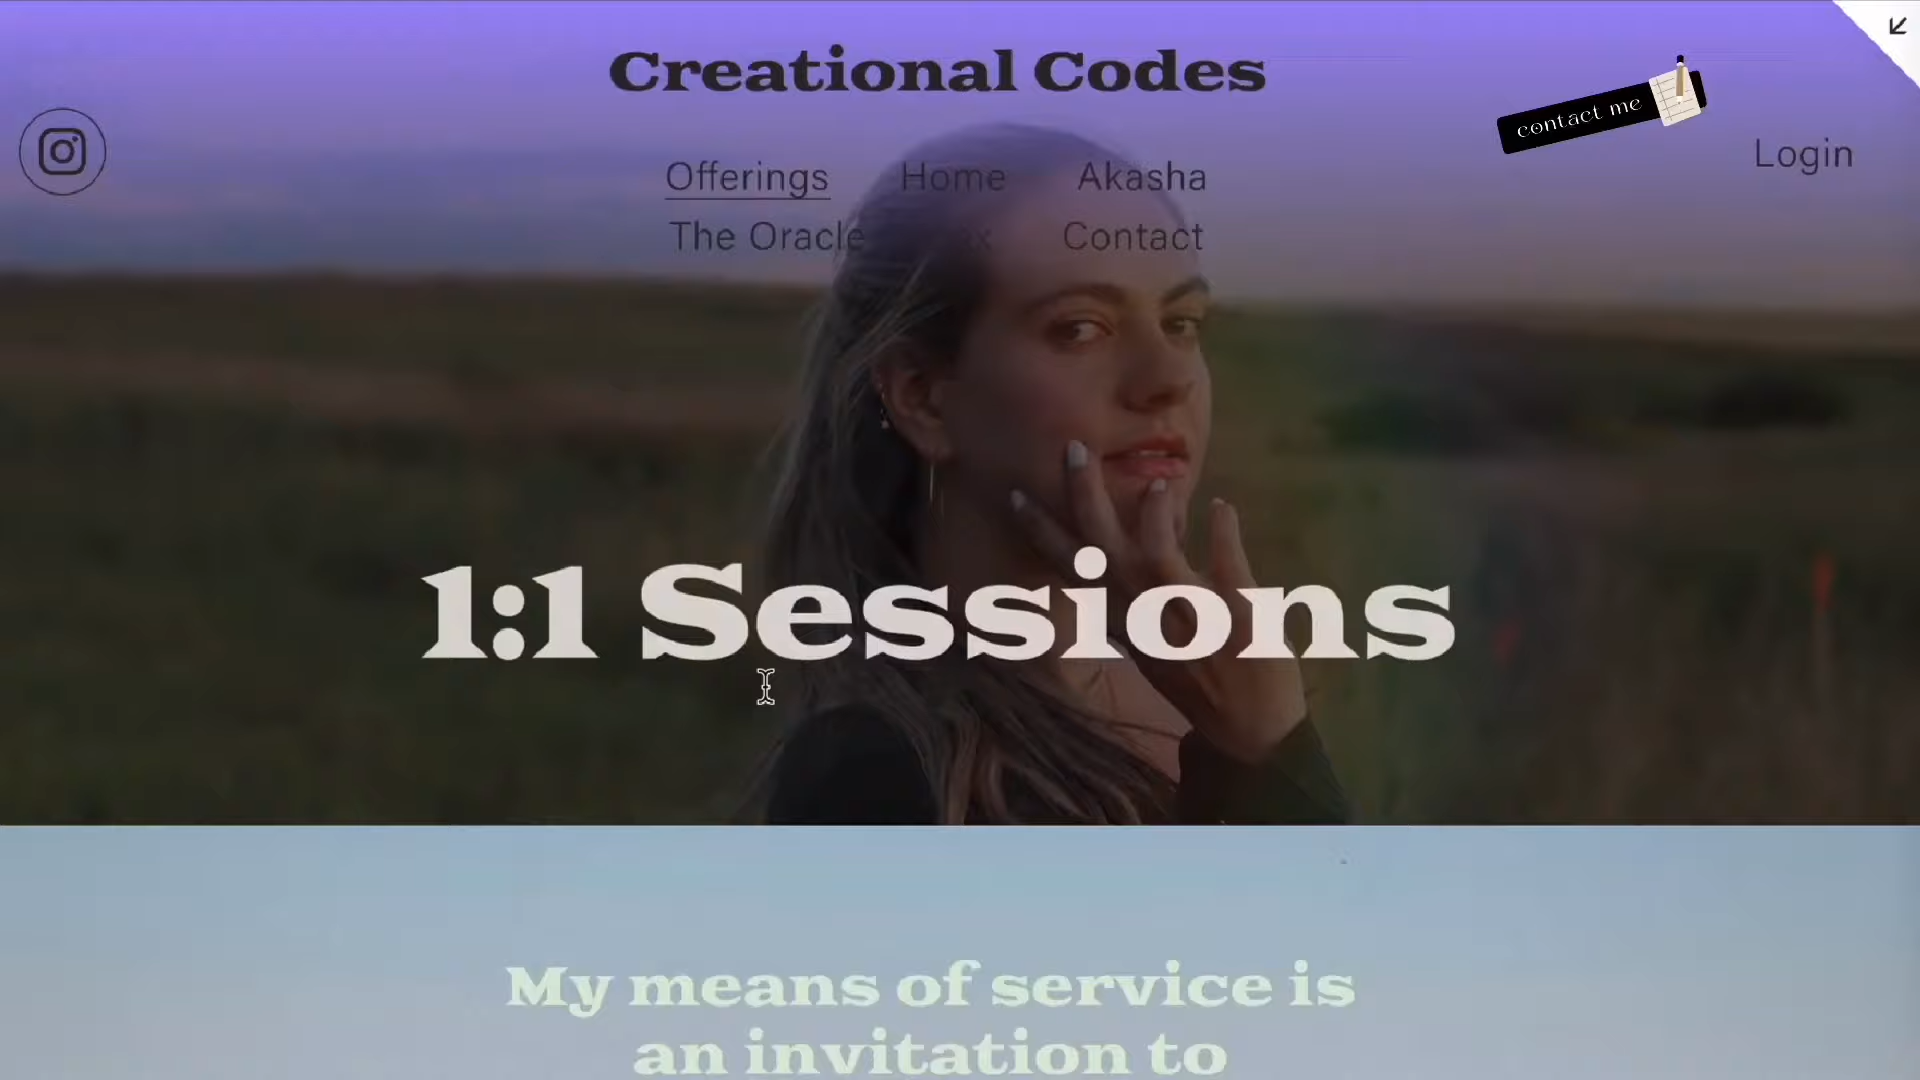 Creational Codes
contact me
Login
Offerings Home Akasha
The Oracle Contact
1:1 Sessions
My means of service is
an invitation to